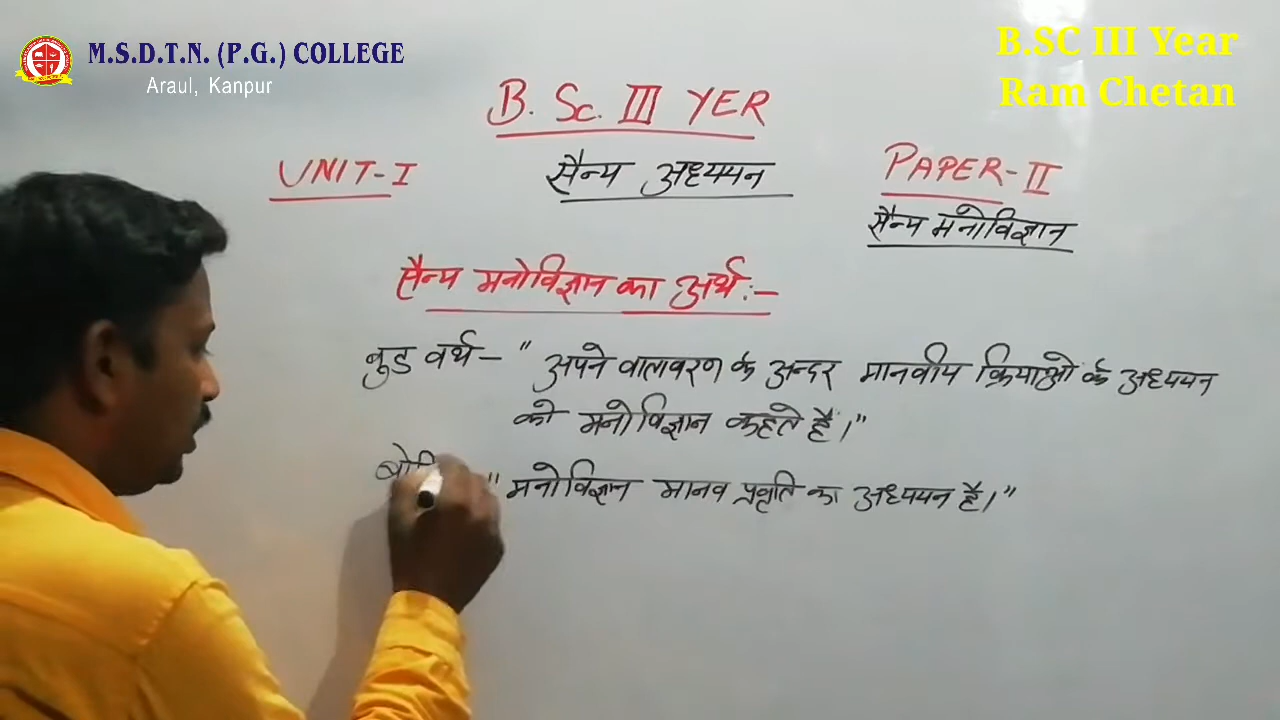 M.S.D.T.N. (P.G.) COLLEGE
Araul, Kanpur
B.SC III Year
Ram Chetan
B. Sc. III YER
UNIT-I
सैन्य अध्ययन
PAPER-II
सैन्य मनोविज्ञान
सैन्य मनोविज्ञान का अर्थ:-
वुड वर्थ - " अपने वातावरण के अन्दर मानवीय क्रियाओं के अध्ययन
को मनोविज्ञान कहते है।"
" मनोविज्ञान मानव प्रवृति का अध्ययन है।"